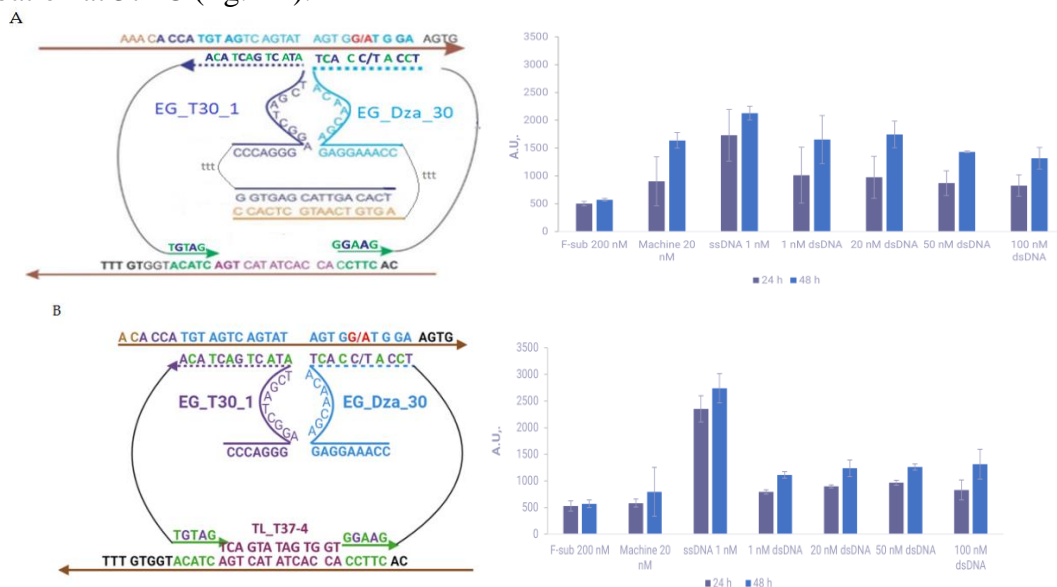 A
AAA CA CCA TGT AGTC AGTAT AGT GG/AT G GA AGTG
ACA TCAG TC ATA TCA C C/T A CCT
EG_T30_1
EG_Dza_30
TCGATCCGGA
ACAACGAG
CCCAGGG GAGGAAACC
ttt ttt
G GTGAG CATTGA CACT
C CACTC GTAACT GTG A
TGTAG GGAAG
TTT GTGGTACATC AGT CAT ATCAC CA CCTTC AC
3500
3000
2500
2000
1500
1000
500
0
A.U,.
F-sub 200 nM Machine 20 nM ssDNA 1 nM 1 nM dsDNA 20 nM dsDNA 50 nM dsDNA 100 nM dsDNA
24 h 48 h
B
A CA CCA TGT AGTC AGTAT AGT GG/AT G GA AGTG
ACA TCAG TC ATA TCA C C/T A CCT
EG_T30_1 EG_Dza_30
CCCAGGG GAGGAAACC
TL_T37-4
TGTAG GGAAG
TCA GTA TAG TG GT
TTT GTGGTACATC AGT CAT ATCAC CA CCTTC AC
3500
3000
2500
2000
1500
1000
500
0
A.U,.
F-sub 200 nM Machine 20 nM ssDNA 1 nM 1 nM dsDNA 20 nM dsDNA 50 nM dsDNA 100 nM dsDNA
24 h 48 h